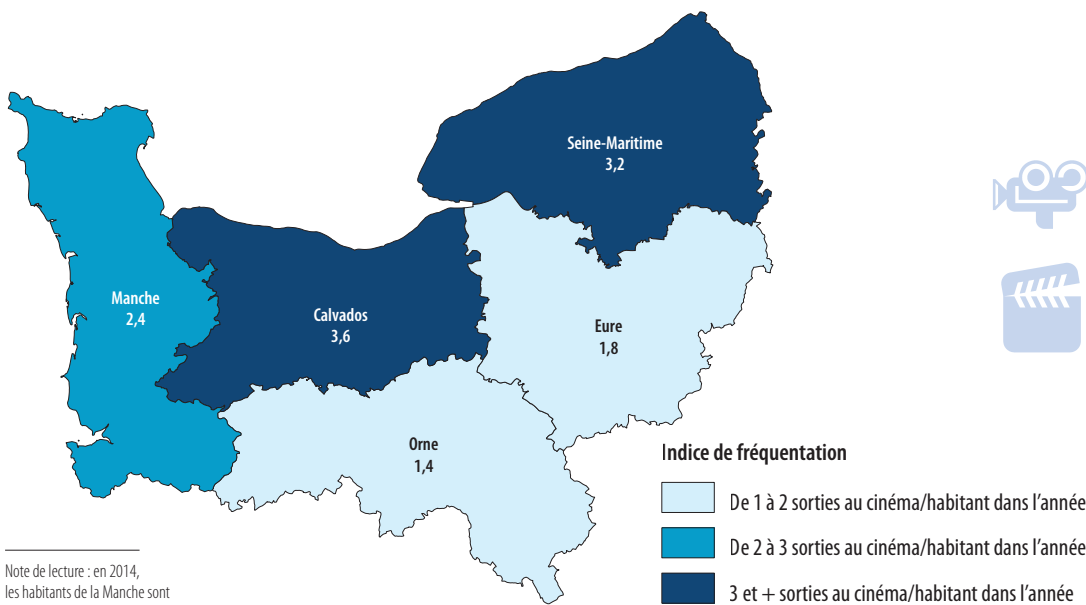 Seine-Maritime
3,2
Manche
2,4
Calvados
3,6
Eure
1,8
Orne
1,4
Indice de fréquentation
De 1 à 2 sorties au cinéma/habitant dans l’année
De 2 à 3 sorties au cinéma/habitant dans l’année
3 et + sorties au cinéma/habitant dans l’année
Note de lecture : en 2014,
les habitants de la Manche sont